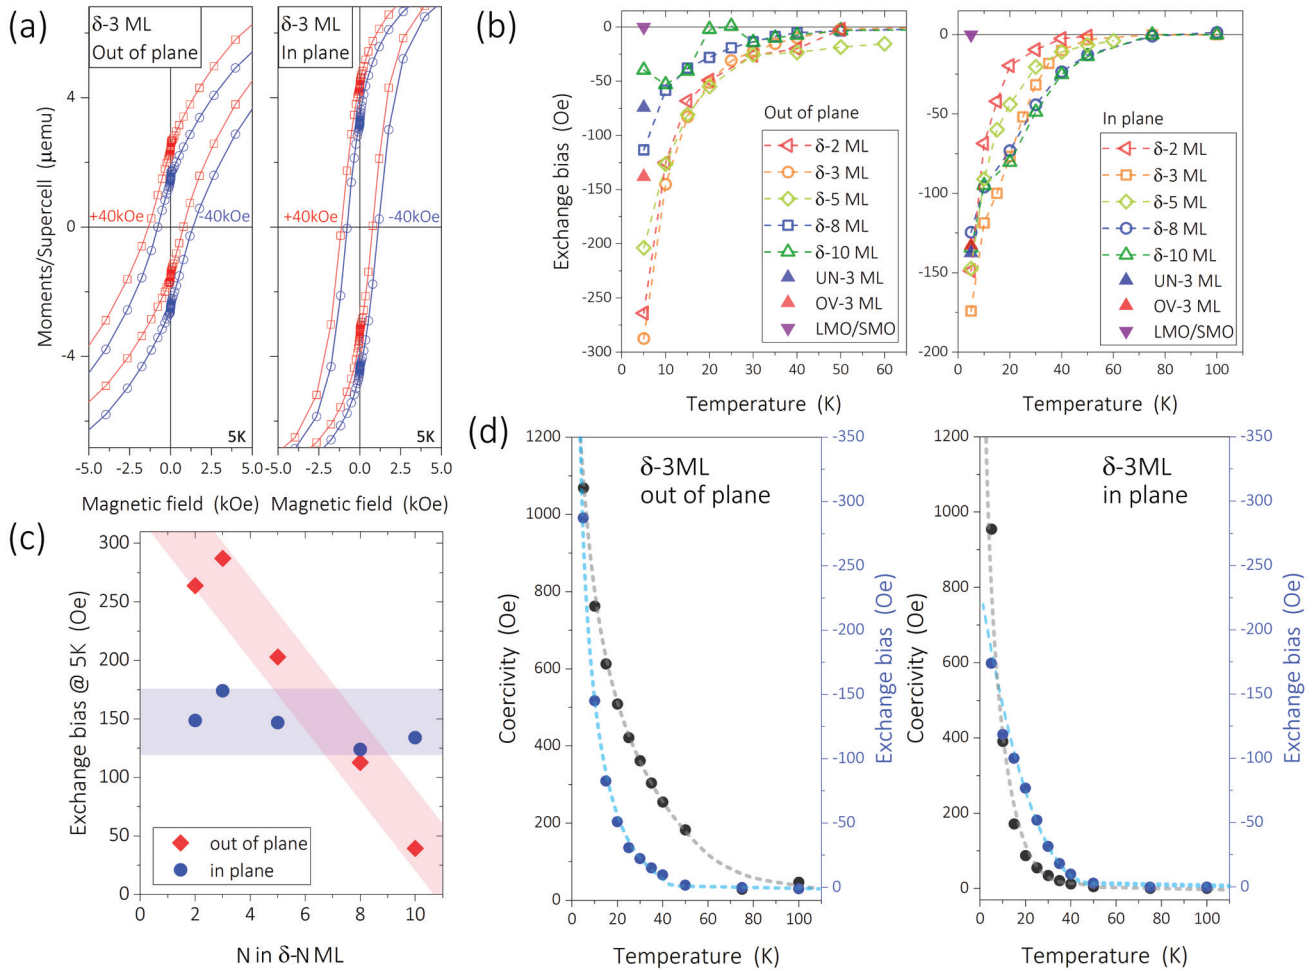 (a)
δ-3 ML
Out of plane
δ-3 ML
In plane
Moments/Supercell (μemu)
4
0
-4
+40kOe
-40kOe
+40kOe
-40kOe
5K
5K
-5.0
-2.5
0.0
2.5
5.0
-5.0
-2.5
0.0
2.5
5.0
Magnetic field (kOe)
Magnetic field (kOe)
(b)
Exchange bias (Oe)
0
-50
-100
-150
-200
-250
-300
Out of plane
δ-2 ML
δ-3 ML
δ-5 ML
δ-8 ML
δ-10 ML
UN-3 ML
OV-3 ML
LMO/SMO
0
10
20
30
40
50
60
Temperature (K)
0
-50
-100
-150
-200
In plane
δ-2 ML
δ-3 ML
δ-5 ML
δ-8 ML
δ-10 ML
UN-3 ML
OV-3 ML
LMO/SMO
0
20
40
60
80
100
Temperature (K)
(c)
Exchange bias @ 5K (Oe)
300
250
200
150
100
50
0
out of plane
in plane
0
2
4
6
8
10
N in δ-N ML
(d)
Coercivity (Oe)
1200
1000
800
600
400
200
0
δ-3ML
out of plane
-350
-300
-250
-200
-150
-100
-50
0
Exchange bias (Oe)
0
20
40
60
80
100
Temperature (K)
Coercivity (Oe)
1200
1000
800
600
400
200
0
δ-3ML
in plane
-350
-300
-250
-200
-150
-100
-50
0
Exchange bias (Oe)
0
20
40
60
80
100
Temperature (K)